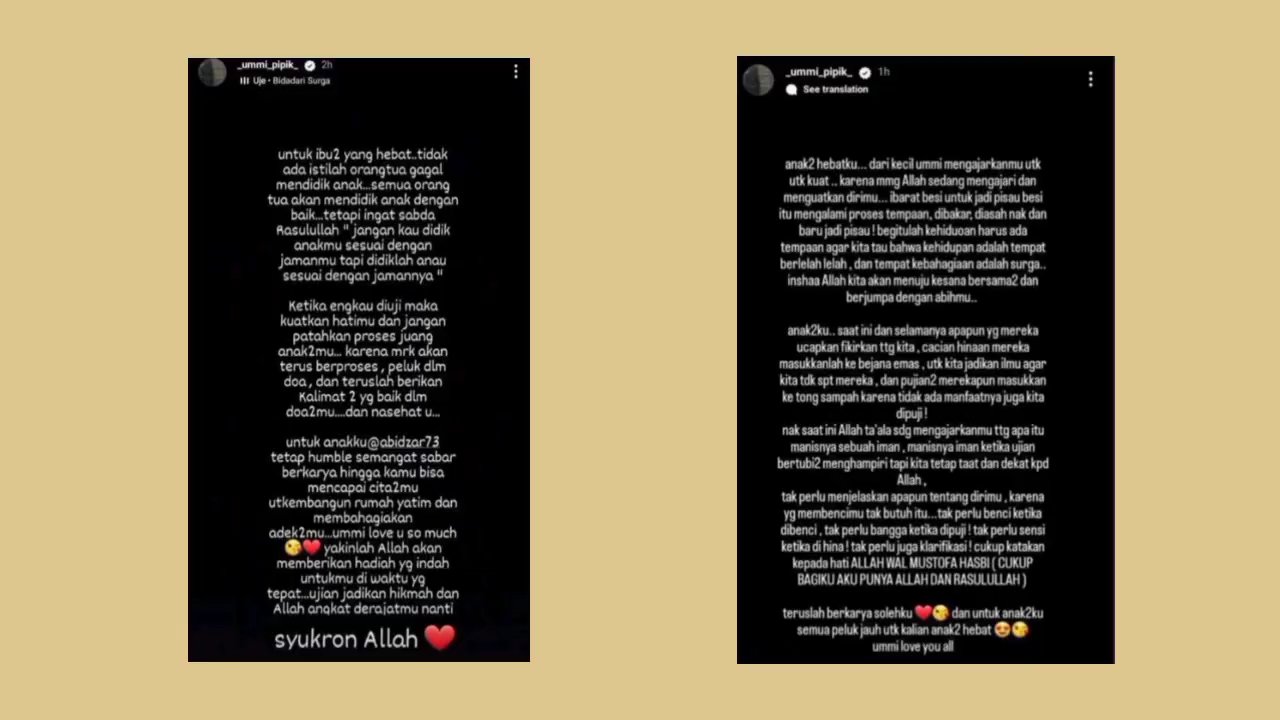 _ummi_pipik_ 2h
Uje • Bidadari Surga
untuk ibu2 yang hebat..tidak
ada istilah orangtua gagal
mendidik anak...semua orang
tua akan mendidik anak dengan
baik...tetapi ingat sabda
Rasulullah " jangan kau didik
anakmu sesuai dengan
jamanmu tapi didiklah anau
sesuai dengan jamannya "
Ketika engkau diuji maka
kuatkan hatimu dan jangan
patahkan proses juang
anak2mu... karena mrk akan
terus berproses , peluk dlm
doa , dan teruslah berikan
Kalimat 2 yg baik dlm
doa2mu....dan nasehat u...
untuk anakku@abidzar73
tetap humble semangat sabar
berkarya hingga kamu bisa
mencapai cita2mu
utkembangun rumah yatim dan
membahagiakan
adek2mu...ummi love u so much
😘❤️ yakinlah Allah akan
memberikan hadiah yg indah
untukmu di waktu yg
tepat...ujian jadikan hikmah dan
Allah angkat derajatmu nanti
syukron Allah ❤️
_ummi_pipik_ 1h
See translation
anak2 hebatku... dari kecil ummi mengajarkanmu utk
utk kuat .. karena mmg Allah sedang mengajari dan
menguatkan dirimu... ibarat besi untuk jadi pisau besi
itu mengalami proses tempaan, dibakar, diasah nak dan
baru jadi pisau ! begitulah kehiduoan harus ada
tempaan agar kita tau bahwa kehidupan adalah tempat
berlelah lelah , dan tempat kebahagiaan adalah surga..
inshaa Allah kita akan menuju kesana bersama2 dan
berjumpa dengan abihmu..
anak2ku.. saat ini dan selamanya apapun yg mereka
ucapkan fikirkan ttg kita , cacian hinaan mereka
masukkanlah ke bejana emas , utk kita jadikan ilmu agar
kita tdk spt mereka , dan pujian2 merekapun masukkan
ke tong sampah karena tidak ada manfaatnya juga kita
dipuji !
nak saat ini Allah ta'ala sdg mengajarkanmu ttg apa itu
manisnya sebuah iman , manisnya iman ketika ujian
bertubi2 menghampiri tapi kita tetap taat dan dekat kpd
Allah ,
tak perlu menjelaskan apapun tentang dirimu , karena
yg membencimu tak butuh itu...tak perlu benci ketika
dibenci , tak perlu bangga ketika dipuji ! tak perlu sensi
ketika di hina ! tak perlu juga klarifikasi ! cukup katakan
kepada hati ALLAH WAL MUSTOFA HASBI ( CUKUP
BAGIKU AKU PUNYA ALLAH DAN RASULULLAH )
teruslah berkarya solehku ❤️😘 dan untuk anak2ku
semua peluk jauh utk kalian anak2 hebat 😍😘
ummi love you all